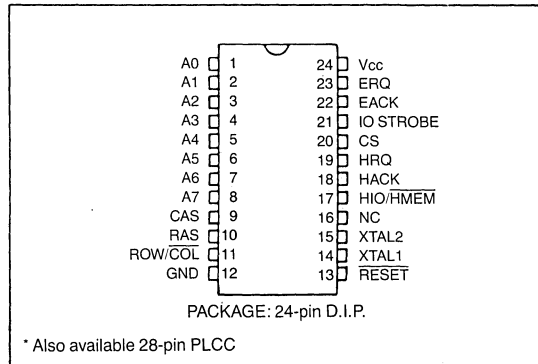 A0 1 24 Vcc
A1 2 23 ERQ
A2 3 22 EACK
A3 4 21 IO STROBE
A4 5 20 CS
A5 6 19 HRQ
A6 7 18 HACK
A7 8 17 HIO/HMEM
CAS 9 16 NC
RAS 10 15 XTAL2
ROW/COL 11 14 XTAL1
GND 12 13 RESET
PACKAGE: 24-pin D.I.P.
* Also available 28-pin PLCC